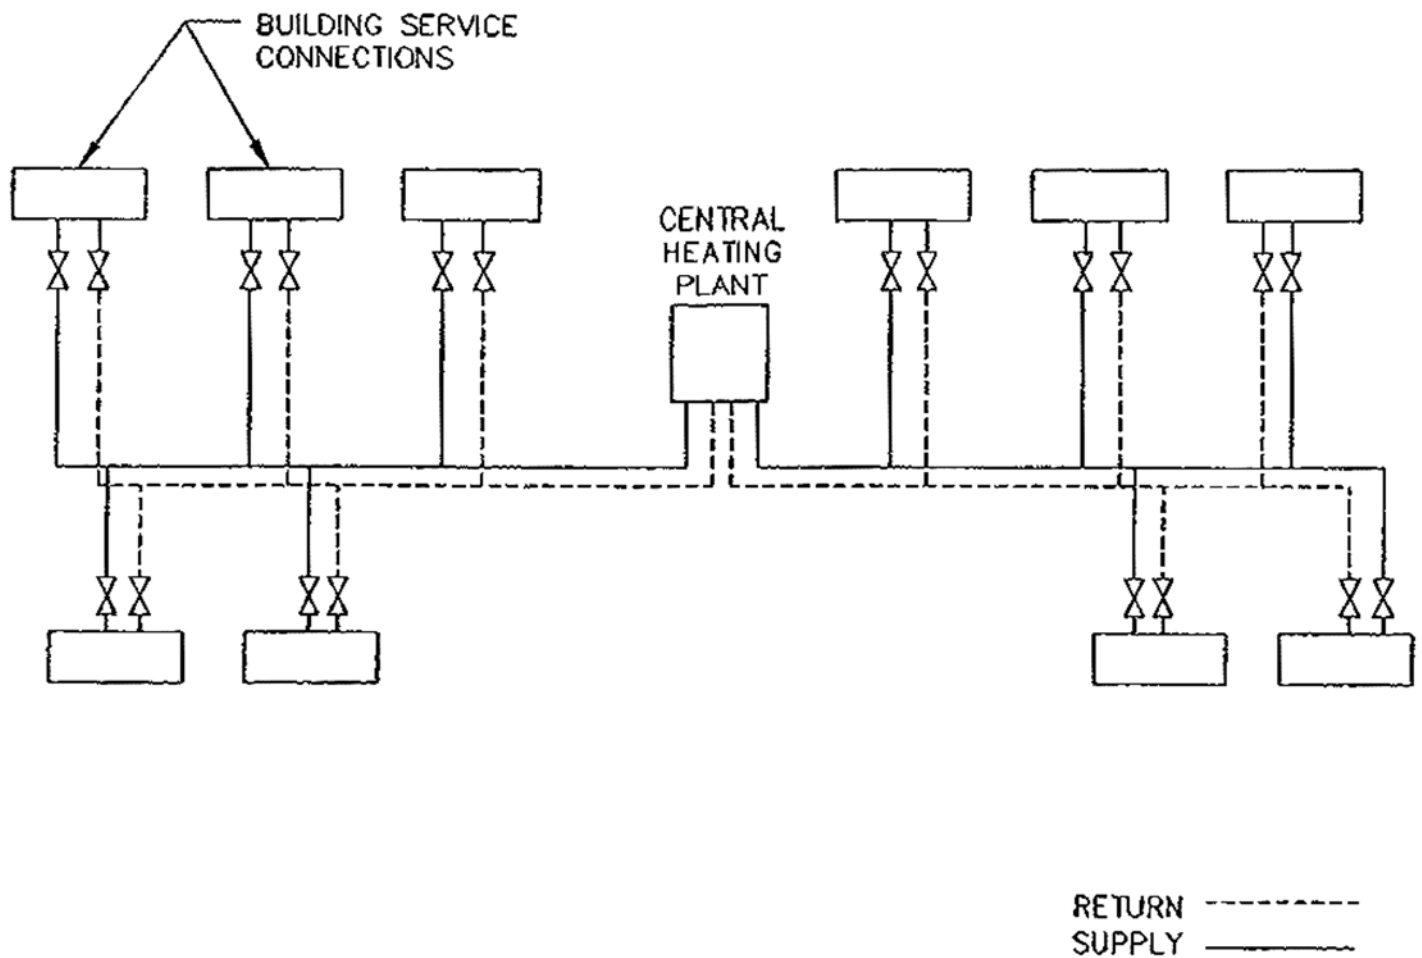 BUILDING SERVICE
CONNECTIONS
CENTRAL
HEATING
PLANT
RETURN
SUPPLY